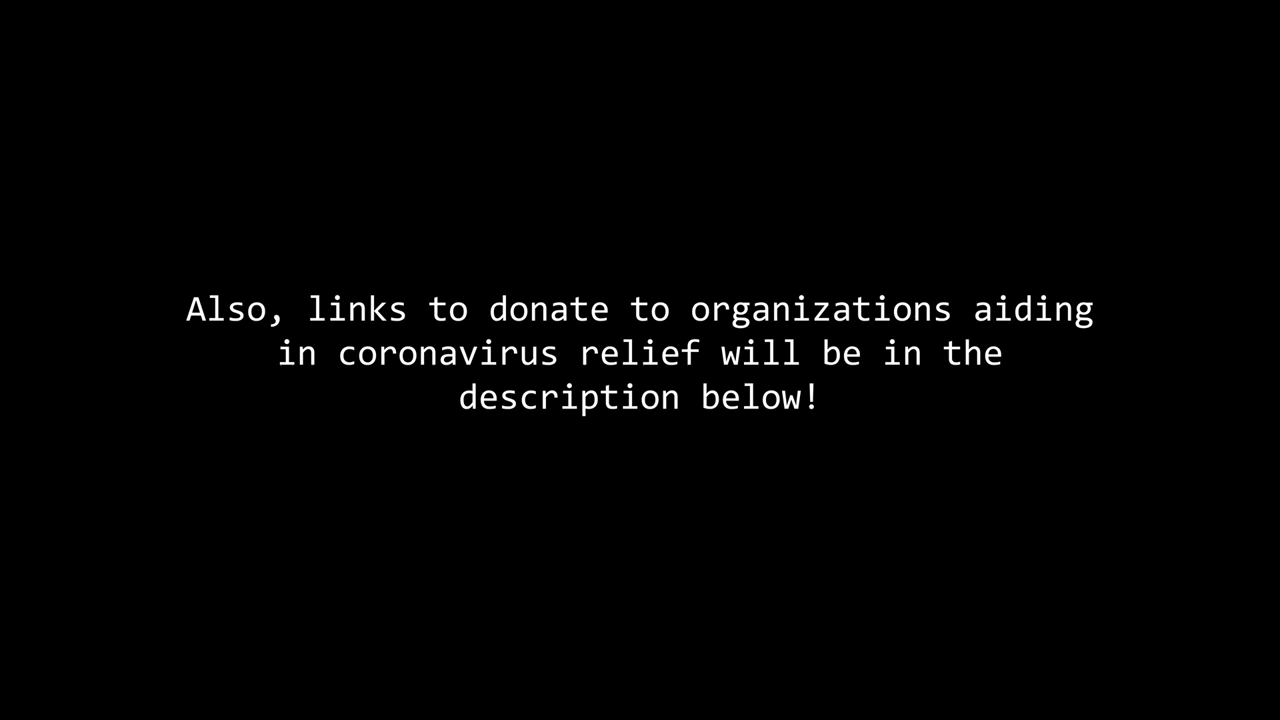 Also, links to donate to organizations aiding
in coronavirus relief will be in the
description below!